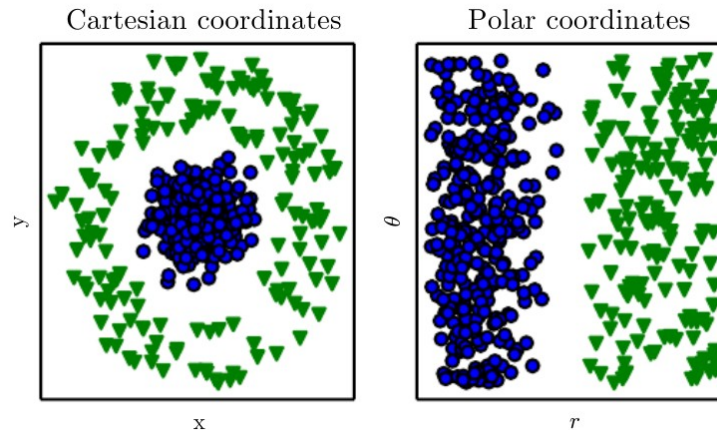 Cartesian coordinates
Polar coordinates
y
θ
x
r